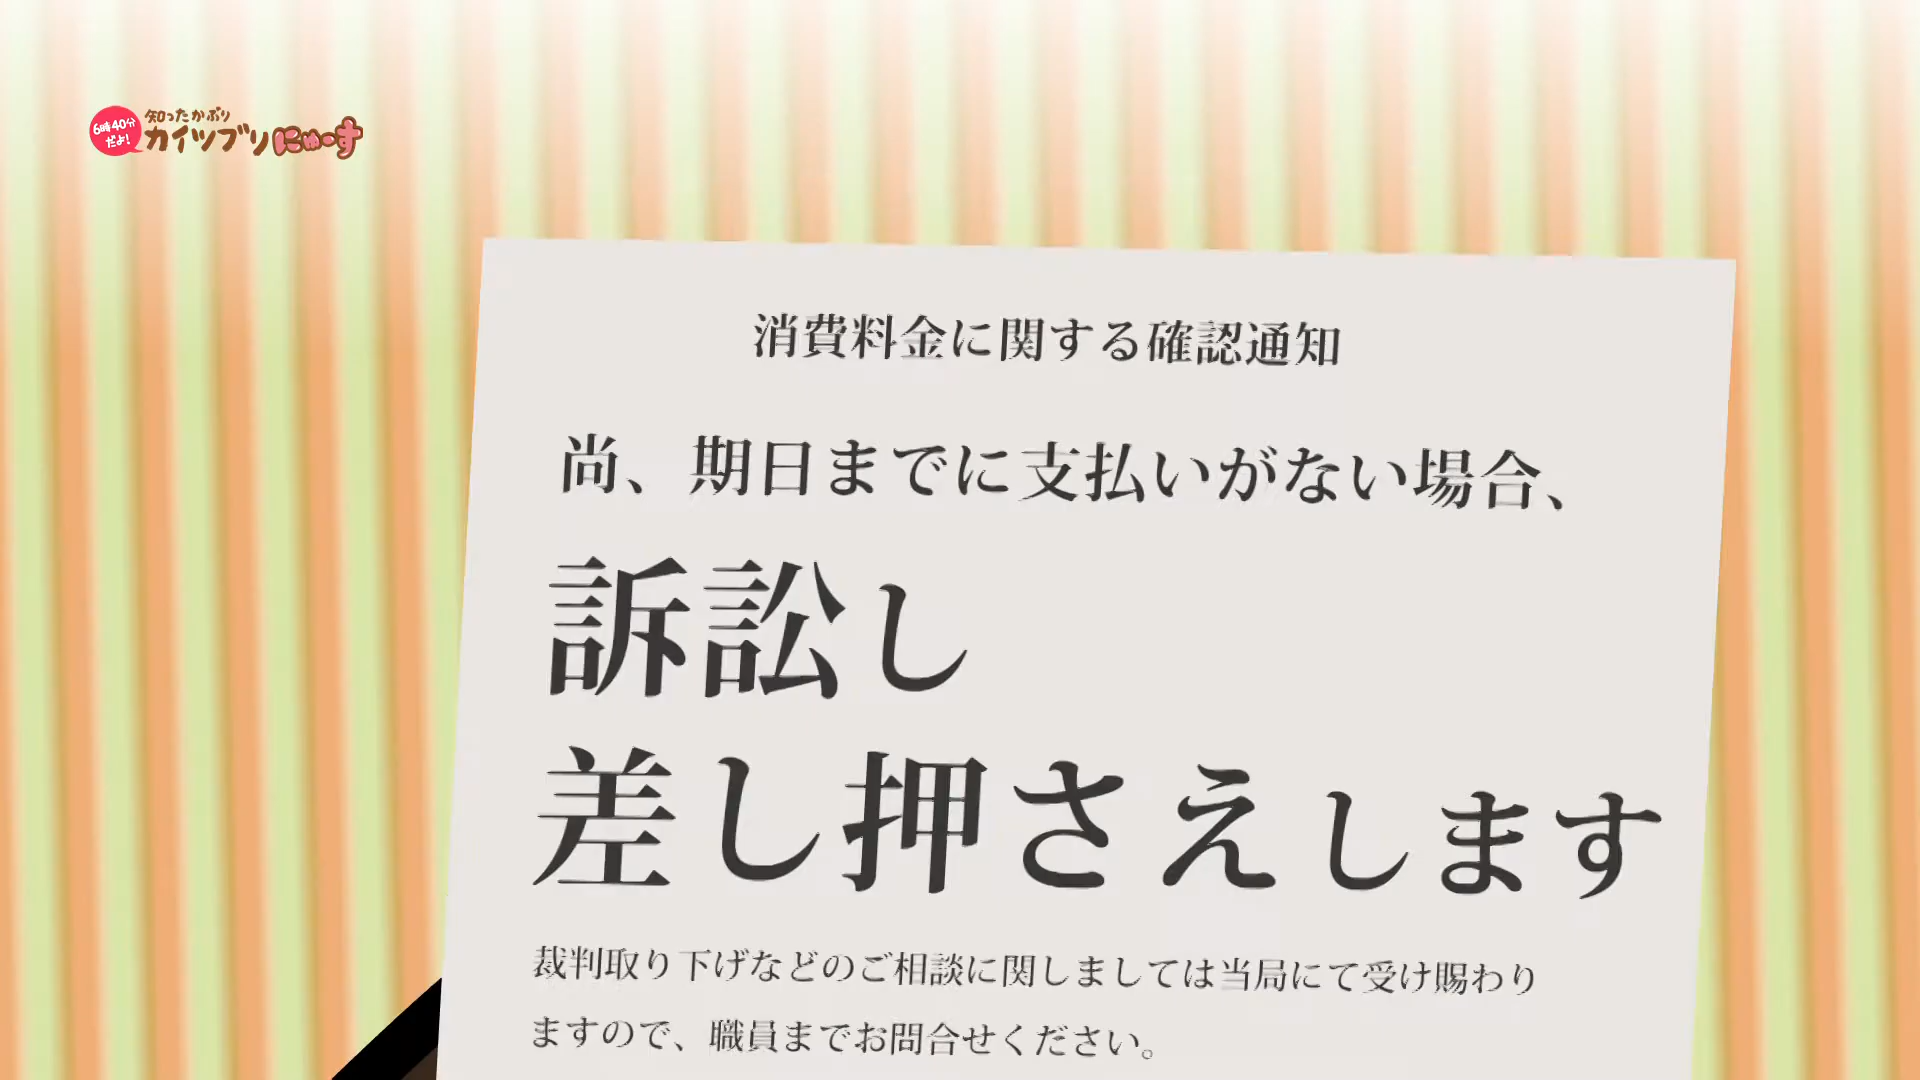 6時40分
だよ!
知ったかぶり
カイツブリにゅーす
消費料金に関する確認通知
尚、期日までに支払いがない場合、
訴訟し
差し押さえします
裁判取り下げなどのご相談に関しましては当局にて受け賜わり
ますので、職員までお問合せください。